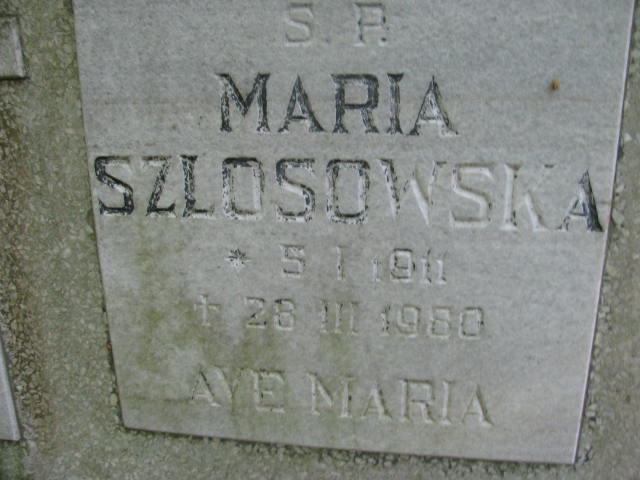 S. P.
MARIA
SZLOSOWSKA
* 5 I 1911
† 28 III 1980
AVE MARIA